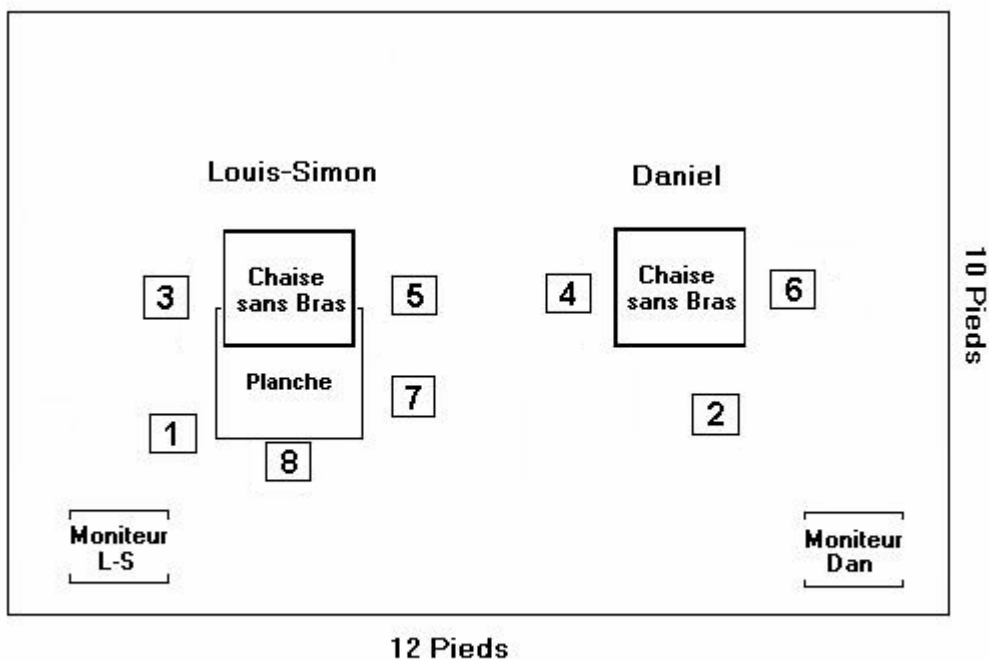 Louis-Simon
Daniel
Chaise
sans Bras
Chaise
sans Bras
3
5
4
6
10 Pieds
Planche
7
2
1
8
Moniteur
L-S
Moniteur
Dan
12 Pieds